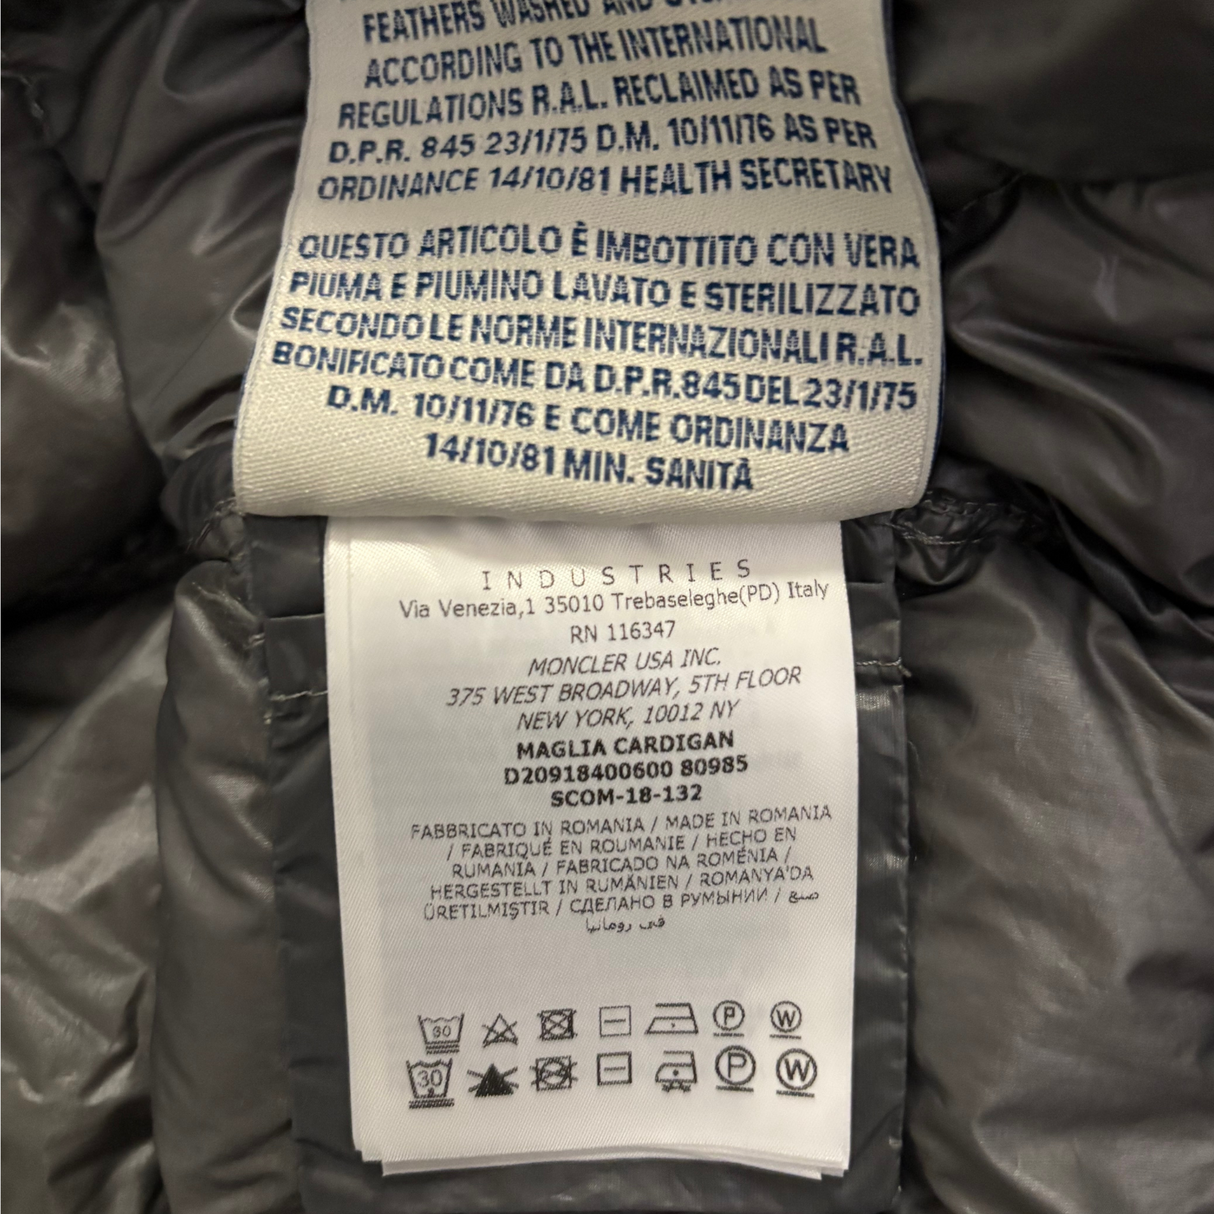 FEATHERS WASHED AND
ACCORDING TO THE INTERNATIONAL
REGULATIONS R.A.L. RECLAIMED AS PER
D.P.R. 845 23/1/75 D.M. 10/11/76 AS PER
ORDINANCE 14/10/81 HEALTH SECRETARY
QUESTO ARTICOLO È IMBOTTITO CON VERA
PIUMA E PIUMINO LAVATO E STERILIZZATO
SECONDO LE NORME INTERNAZIONALI R.A.L.
BONIFICATO COME DA D.P.R.845 DEL 23/1/75
D.M. 10/11/76 E COME ORDINANZA
14/10/81 MIN. SANITÀ
INDUSTRIES
Via Venezia,1 35010 Trebaseleghe(PD) Italy
RN 116347
MONCLER USA INC.
375 WEST BROADWAY, 5TH FLOOR
NEW YORK, 10012 NY
MAGLIA CARDIGAN
D20918400600 80985
SCOM-18-132
FABBRICATO IN ROMANIA / MADE IN ROMANIA
/ FABRIQUÉ EN ROUMANIE / HECHO EN
RUMANIA / FABRICADO NA ROMÉNIA /
HERGESTELLT IN RUMÄNIEN / ROMANYA'DA
ÜRETILMIŞTIR / СДЕЛАНО В РУМЫНИИ / صنع
في رومانيا
30 P W
30 P W